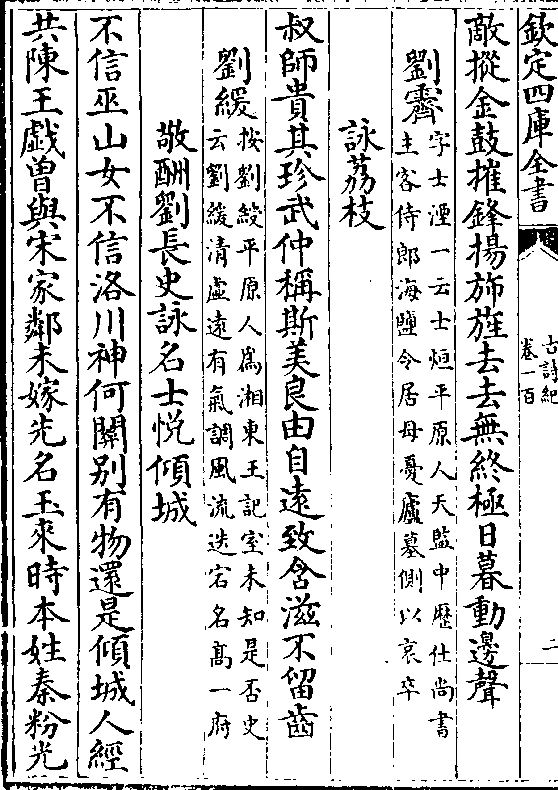 欽定四庫全書
古詩紀
卷一百
二
敵摐金鼓摧鋒揚斾旌去去無終極日暮動邊聲
劉霽
字士湮一云士烜平原人天監中歴仕尚書
主客侍郎海鹽令居母憂廬墓側以哀卒
詠荔枝
叔師貴其珍武仲稱斯美良由自遠致含滋不留齒
劉緩
按劉緩平原人為湘東王記室未知是否史
云劉緩清虛遠有氣調風流迭宕名髙一府
敬酬劉長史詠名士悅傾城
不信巫山女不信洛川神何關别有物還是傾城人經
共陳王戯曽與宋家鄰未嫁先名玉來時本姓秦粉光